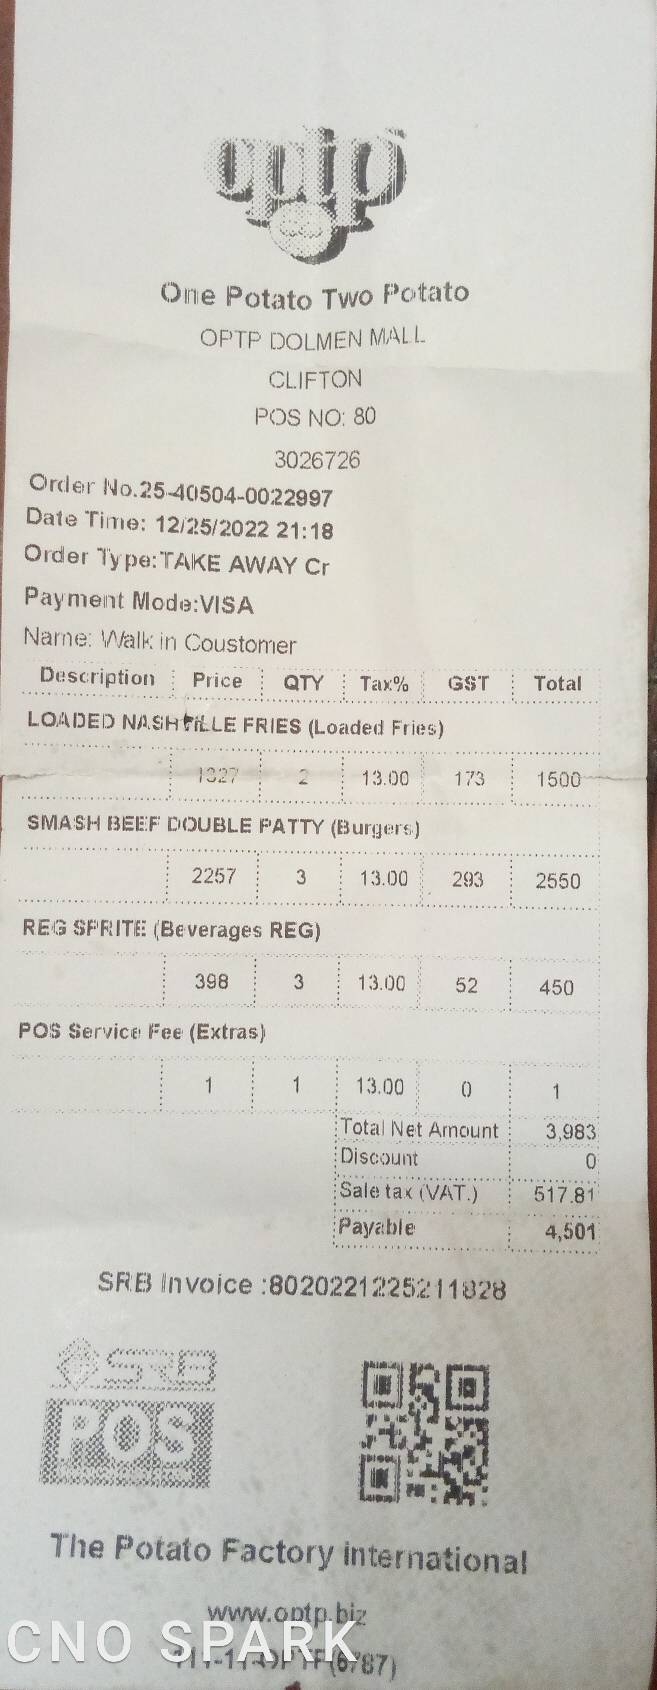 optp
One Potato Two Potato
OPTP DOLMEN MALL
CLIFTON
POS NO: 80
3026726
Order No.25-40504-0022997
Date Time: 12/25/2022 21:18
Order Type:TAKE AWAY Cr
Payment Mode:VISA
Name: Walk in Coustomer
Description Price QTY Tax% GST Total
LOADED NASHVILLE FRIES (Loaded Fries)
1327 2 13.00 173 1500
SMASH BEEF DOUBLE PATTY (Burgers)
2257 3 13.00 293 2550
REG SPRITE (Beverages REG)
398 3 13.00 52 450
POS Service Fee (Extras)
1 1 13.00 0 1
Total Net Amount 3,983
Discount 0
Sale tax (VAT.) 517.81
Payable 4,501
SRB Invoice :8020221225211828
SRB
POS
The Potato Factory international
www.optp.biz
CNO SPARK